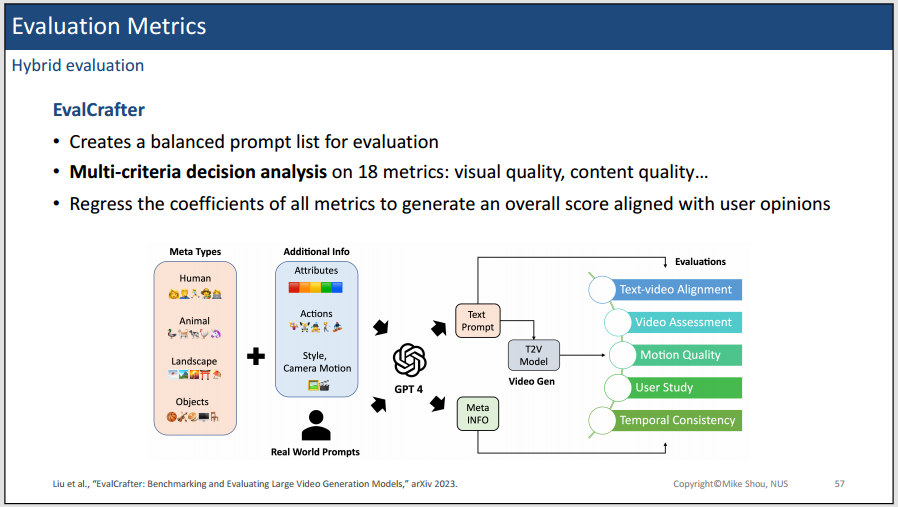 Evaluation Metrics
Hybrid evaluation
EvalCrafter
• Creates a balanced prompt list for evaluation
• Multi-criteria decision analysis on 18 metrics: visual quality, content quality…
• Regress the coefficients of all metrics to generate an overall score aligned with user opinions
Meta Types
Human
Animal
Landscape
Objects
Additional Info
Attributes
Actions
Style,
Camera Motion
Real World Prompts
GPT 4
Text
Prompt
Meta
INFO
T2V
Model
Video Gen
Evaluations
Text-video Alignment
Video Assessment
Motion Quality
User Study
Temporal Consistency
Liu et al., “EvalCrafter: Benchmarking and Evaluating Large Video Generation Models,” arXiv 2023.
Copyright©Mike Shou, NUS
57